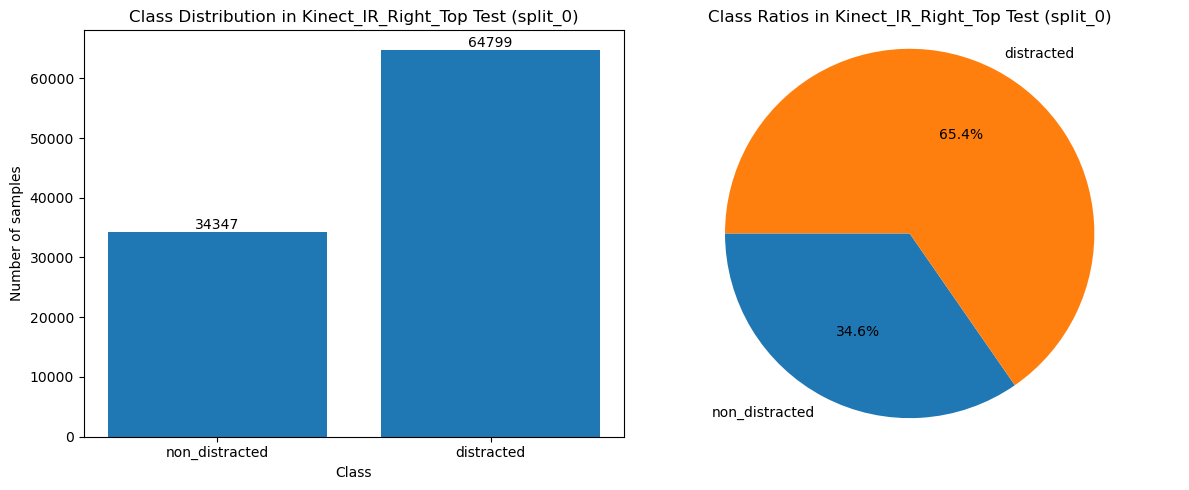 Class Distribution in Kinect_IR_Right_Top Test (split_0)
64799
34347
60000
50000
40000
30000
20000
10000
0
Number of samples
non_distracted
distracted
Class
Class Ratios in Kinect_IR_Right_Top Test (split_0)
distracted
65.4%
34.6%
non_distracted